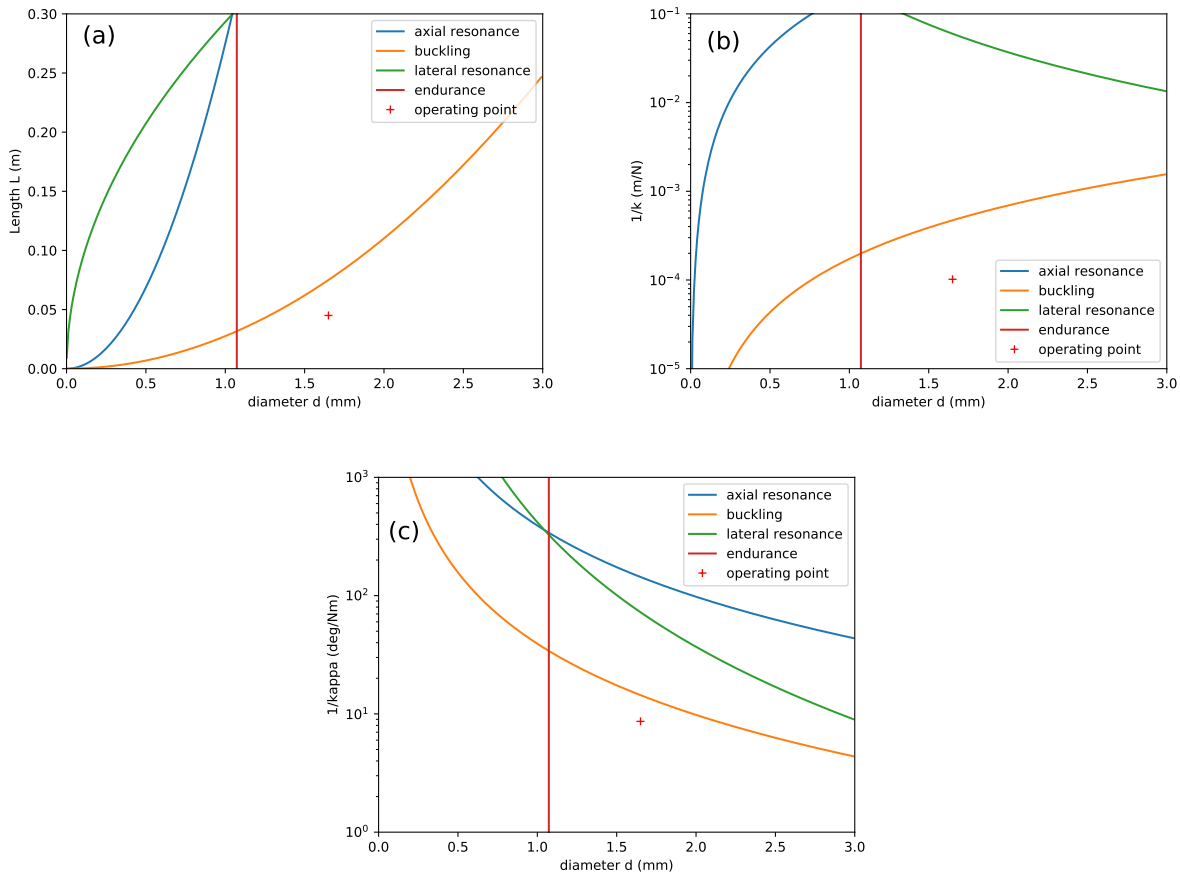 (a)
axial resonance
buckling
lateral resonance
endurance
operating point
0.30
0.25
0.20
0.15
0.10
0.05
0.00
Length L (m)
0.0 0.5 1.0 1.5 2.0 2.5 3.0
diameter d (mm)
(b)
axial resonance
buckling
lateral resonance
endurance
operating point
10⁻¹
10⁻²
10⁻³
10⁻⁴
10⁻⁵
1/k (m/N)
0.0 0.5 1.0 1.5 2.0 2.5 3.0
diameter d (mm)
(c)
axial resonance
buckling
lateral resonance
endurance
operating point
10³
10²
10¹
10⁰
1/kappa (deg/Nm)
0.0 0.5 1.0 1.5 2.0 2.5 3.0
diameter d (mm)